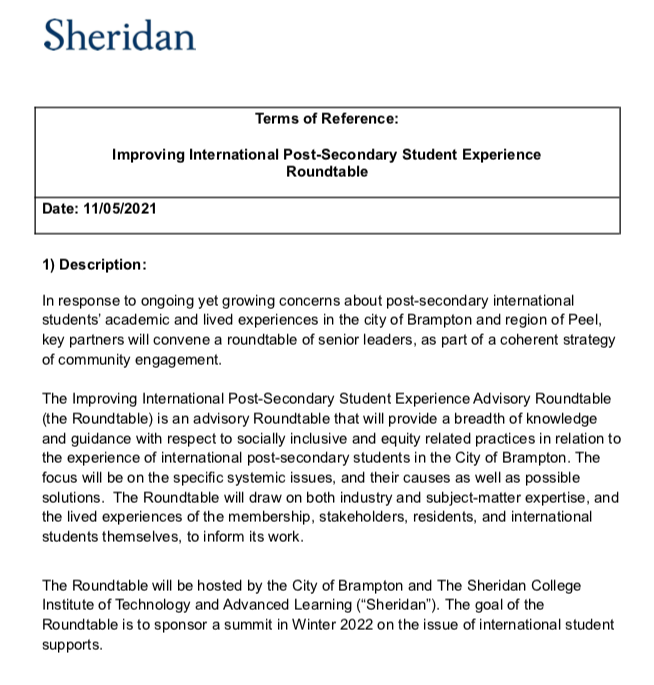 Sheridan
Terms of Reference:
Improving International Post-Secondary Student Experience
Roundtable
Date: 11/05/2021
1) Description:
In response to ongoing yet growing concerns about post-secondary international
students' academic and lived experiences in the city of Brampton and region of Peel,
key partners will convene a roundtable of senior leaders, as part of a coherent strategy
of community engagement.
The Improving International Post-Secondary Student Experience Advisory Roundtable
(the Roundtable) is an advisory Roundtable that will provide a breadth of knowledge
and guidance with respect to socially inclusive and equity related practices in relation to
the experience of international post-secondary students in the City of Brampton. The
focus will be on the specific systemic issues, and their causes as well as possible
solutions.  The Roundtable will draw on both industry and subject-matter expertise, and
the lived experiences of the membership, stakeholders, residents, and international
students themselves, to inform its work.
The Roundtable will be hosted by the City of Brampton and The Sheridan College
Institute of Technology and Advanced Learning (“Sheridan”). The goal of the
Roundtable is to sponsor a summit in Winter 2022 on the issue of international student
supports.